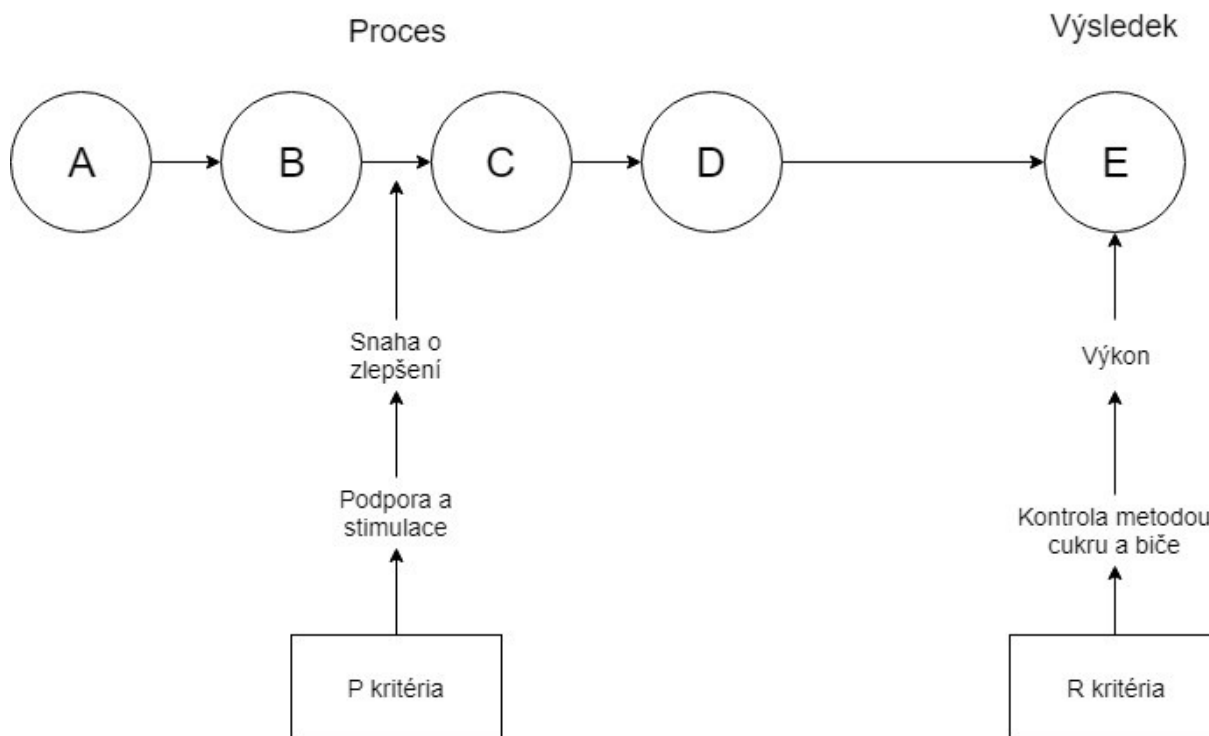 Proces
Výsledek
A
B
C
D
E
Snaha o
zlepšení
Výkon
Podpora a
stimulace
Kontrola metodou
cukru a biče
P kritéria
R kritéria